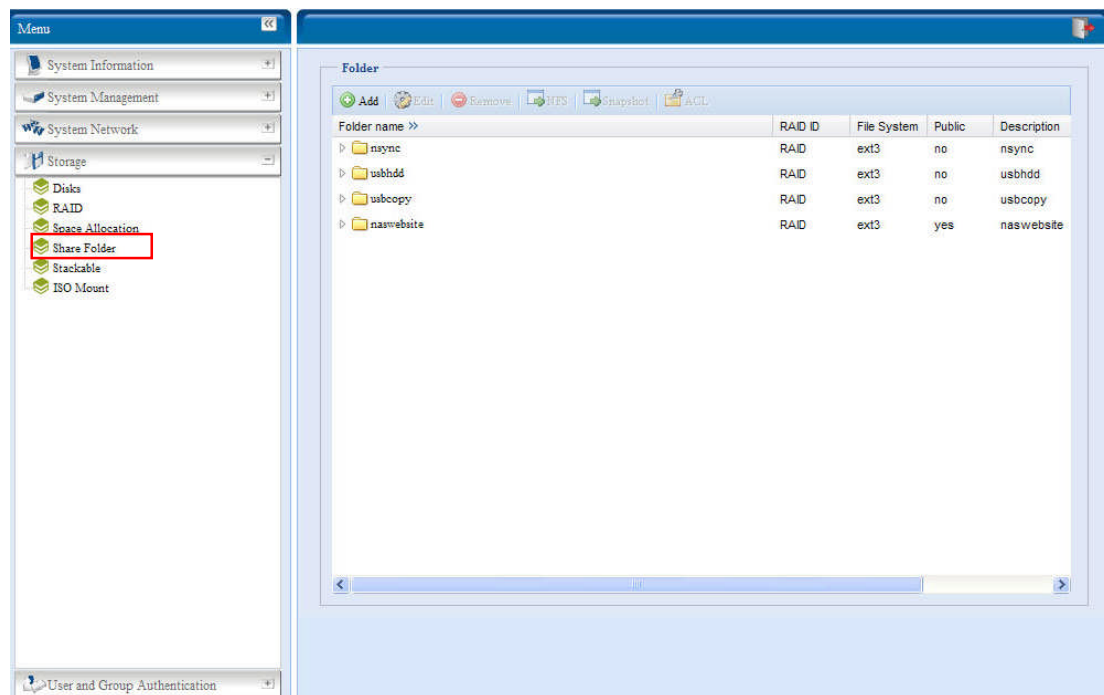 Menu
System Information
System Management
System Network
Storage
Disks
RAID
Space Allocation
Share Folder
Stackable
ISO Mount
User and Group Authentication
Folder
Add Edit Remove NFS Snapshot ACL
Folder name >> RAID ID File System Public Description
nsync RAID ext3 no nsync
usbhdd RAID ext3 no usbhdd
usbcopy RAID ext3 no usbcopy
naswebsite RAID ext3 yes naswebsite